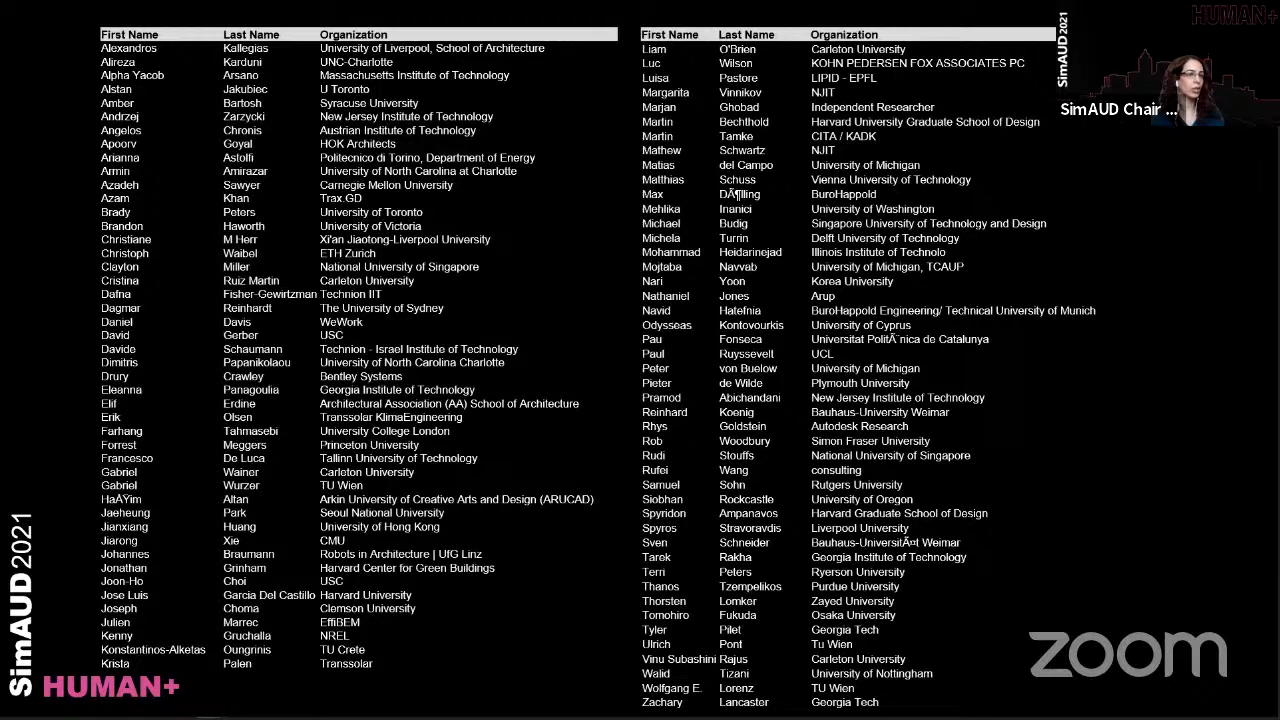 First Name Last Name Organization
Alexandros Kallegias University of Liverpool, School of Architecture
Alireza Karduni UNC-Charlotte
Alpha Yacob Arsano Massachusetts Institute of Technology
Alstan Jakubiec U Toronto
Amber Bartosh Syracuse University
Andrzej Zarzycki New Jersey Institute of Technology
Angelos Chronis Austrian Institute of Technology
Apoorv Goyal HOK Architects
Arianna Astolfi Politecnico di Torino, Department of Energy
Armin Amirazar University of North Carolina at Charlotte
Azadeh Sawyer Carnegie Mellon University
Azam Khan Trax.GD
Brady Peters University of Toronto
Brandon Haworth University of Victoria
Christiane M Herr Xi'an Jiaotong-Liverpool University
Christoph Waibel ETH Zurich
Clayton Miller National University of Singapore
Cristina Ruiz Martin Carleton University
Dafna Fisher-Gewirtzman Technion IIT
Dagmar Reinhardt The University of Sydney
Daniel Davis WeWork
David Gerber USC
Davide Schaumann Technion - Israel Institute of Technology
Dimitris Papanikolaou University of North Carolina Charlotte
Drury Crawley Bentley Systems
Eleanna Panagoulia Georgia Institute of Technology
Elif Erdine Architectural Association (AA) School of Architecture
Erik Olsen Transsolar KlimaEngineering
Farhang Tahmasebi University College London
Forrest Meggers Princeton University
Francesco De Luca Tallinn University of Technology
Gabriel Wainer Carleton University
Gabriel Wurzer TU Wien
HaÅŸim Altan Arkin University of Creative Arts and Design (ARUCAD)
Jaeheung Park Seoul National University
Jianxiang Huang University of Hong Kong
Jiarong Xie CMU
Johannes Braumann Robots in Architecture | UfG Linz
Jonathan Grinham Harvard Center for Green Buildings
Joon-Ho Choi USC
Jose Luis Garcia Del Castillo Harvard University
Joseph Choma Clemson University
Julien Marrec EffiBEM
Kenny Gruchalla NREL
Konstantinos-Alketas Oungrinis TU Crete
Krista Palen Transsolar
First Name Last Name Organization
Liam O'Brien Carleton University
Luc Wilson KOHN PEDERSEN FOX ASSOCIATES PC
Luisa Pastore LIPID - EPFL
Margarita Vinnikov NJIT
Marjan Ghobad Independent Researcher
Martin Bechthold Harvard University Graduate School of Design
Martin Tamke CITA / KADK
Mathew Schwartz NJIT
Matias del Campo University of Michigan
Matthias Schuss Vienna University of Technology
Max DÃ¶lling BuroHappold
Mehlika Inanici University of Washington
Michael Budig Singapore University of Technology and Design
Michela Turrin Delft University of Technology
Mohammad Heidarinejad Illinois Institute of Technolo
Mojtaba Navvab University of Michigan, TCAUP
Nari Yoon Korea University
Nathaniel Jones Arup
Navid Hatefnia BuroHappold Engineering/ Technical University of Munich
Odysseas Kontovourkis University of Cyprus
Pau Fonseca Universitat PolitÃ¨nica de Catalunya
Paul Ruyssevelt UCL
Peter von Buelow University of Michigan
Pieter de Wilde Plymouth University
Pramod Abichandani New Jersey Institute of Technology
Reinhard Koenig Bauhaus-University Weimar
Rhys Goldstein Autodesk Research
Rob Woodbury Simon Fraser University
Rudi Stouffs National University of Singapore
Rufei Wang consulting
Samuel Sohn Rutgers University
Siobhan Rockcastle University of Oregon
Spyridon Ampanavos Harvard Graduate School of Design
Spyros Stravoravdis Liverpool University
Sven Schneider Bauhaus-UniversitÃ¤t Weimar
Tarek Rakha Georgia Institute of Technology
Terri Peters Ryerson University
Thanos Tzempelikos Purdue University
Thorsten Lomker Zayed University
Tomohiro Fukuda Osaka University
Tyler Pilet Georgia Tech
Ulrich Pont Tu Wien
Vinu Subashini Rajus Carleton University
Walid Tizani University of Nottingham
Wolfgang E. Lorenz TU Wien
Zachary Lancaster Georgia Tech
HUMAN+
SimAUD2021
SimAUD Chair ...
SimAUD2021
HUMAN+
zoom